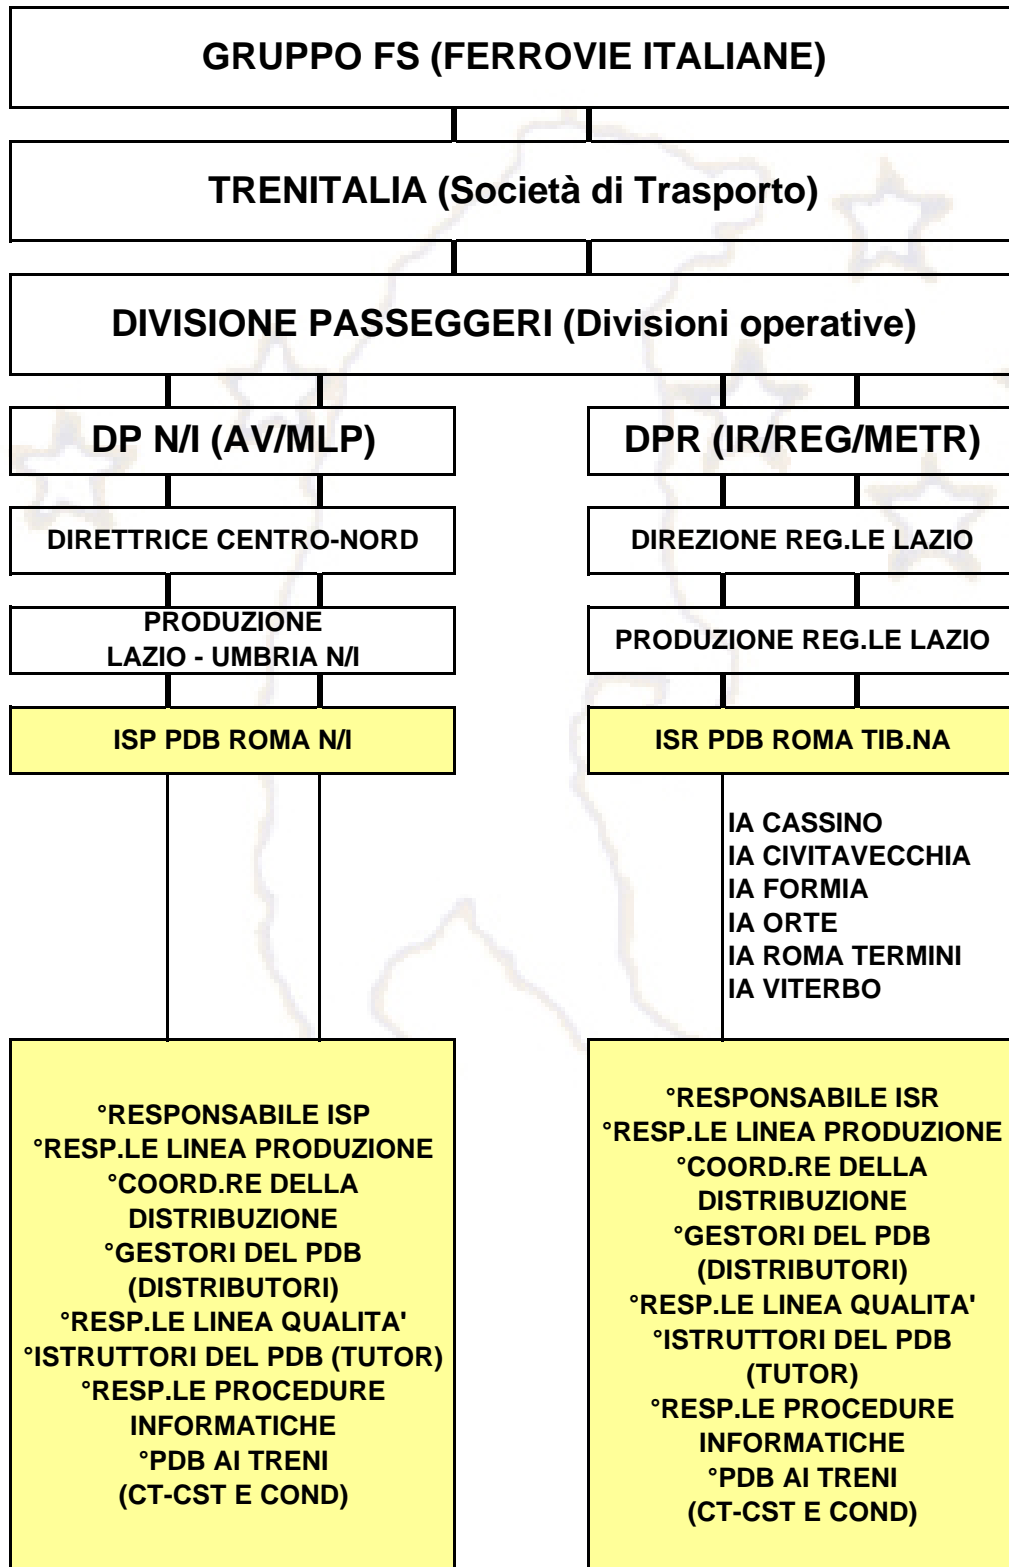 GRUPPO FS (FERROVIE ITALIANE)
TRENITALIA (Società di Trasporto)
DIVISIONE PASSEGGERI (Divisioni operative)
DP N/I (AV/MLP)
DIRETTRICE CENTRO-NORD
PRODUZIONE
LAZIO - UMBRIA N/I
ISP PDB ROMA N/I
°RESPONSABILE ISP
°RESP.LE LINEA PRODUZIONE
°COORD.RE DELLA
DISTRIBUZIONE
°GESTORI DEL PDB
(DISTRIBUTORI)
°RESP.LE LINEA QUALITA'
°ISTRUTTORI DEL PDB (TUTOR)
°RESP.LE PROCEDURE
INFORMATICHE
°PDB AI TRENI
(CT-CST E COND)
DPR (IR/REG/METR)
DIREZIONE REG.LE LAZIO
PRODUZIONE REG.LE LAZIO
ISR PDB ROMA TIB.NA
IA CASSINO
IA CIVITAVECCHIA
IA FORMIA
IA ORTE
IA ROMA TERMINI
IA VITERBO
°RESPONSABILE ISR
°RESP.LE LINEA PRODUZIONE
°COORD.RE DELLA
DISTRIBUZIONE
°GESTORI DEL PDB
(DISTRIBUTORI)
°RESP.LE LINEA QUALITA'
°ISTRUTTORI DEL PDB
(TUTOR)
°RESP.LE PROCEDURE
INFORMATICHE
°PDB AI TRENI
(CT-CST E COND)